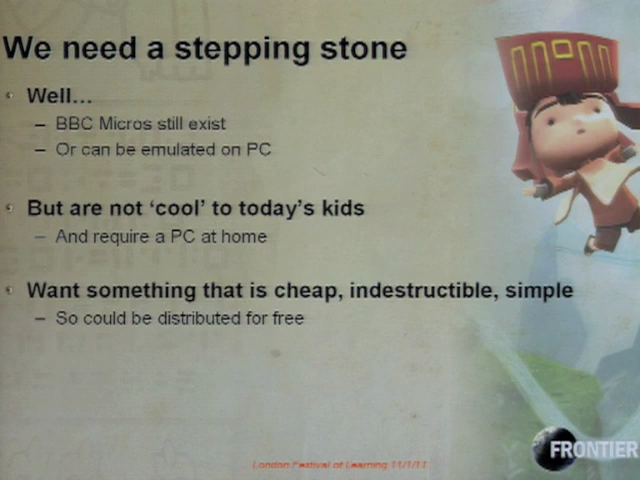 We need a stepping stone
Well...
– BBC Micros still exist
– Or can be emulated on PC
But are not ‘cool’ to today’s kids
– And require a PC at home
Want something that is cheap, indestructible, simple
– So could be distributed for free
London Festival of Learning 11/1/11
FRONTIER